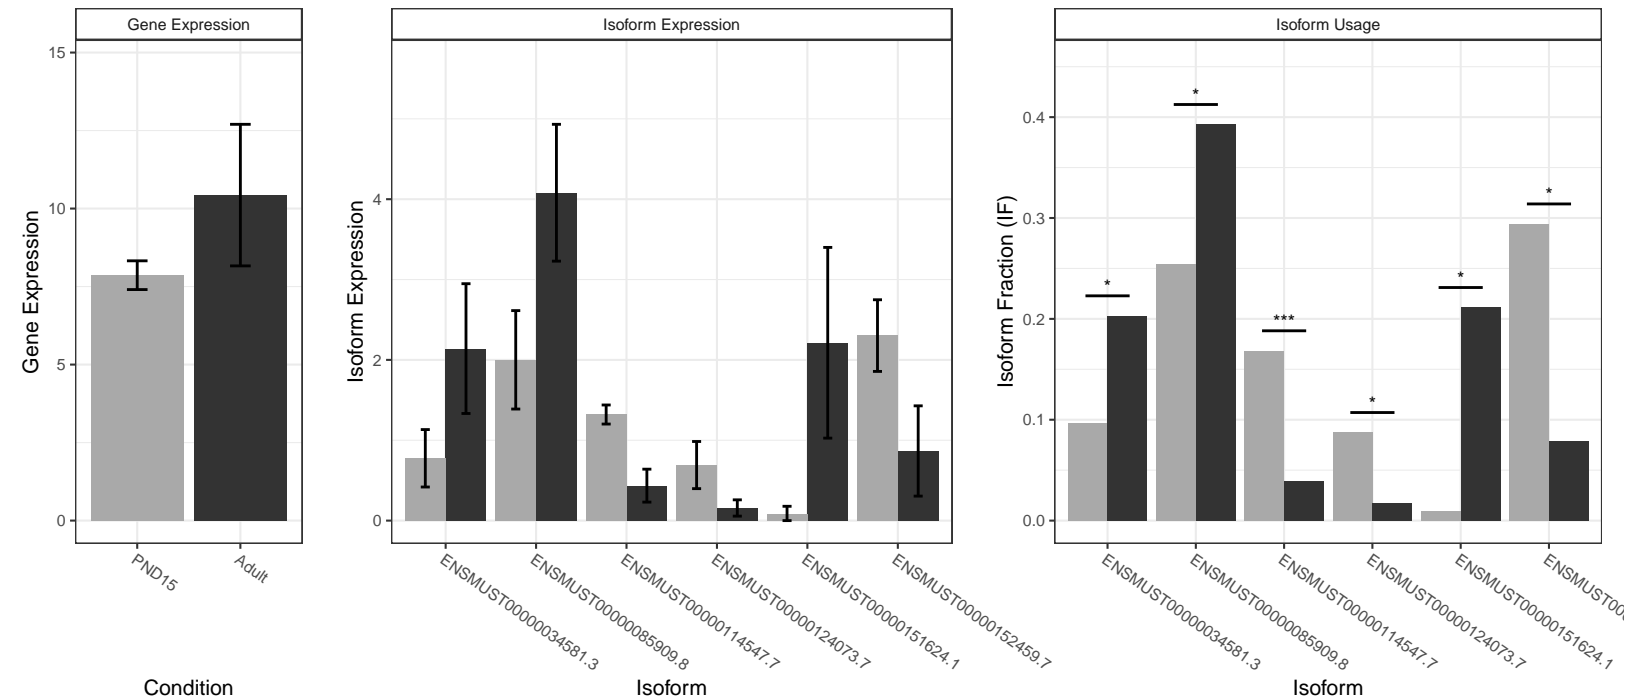 Gene Expression
Isoform Expression
Isoform Usage
Gene Expression
15
10
5
0
PND15
Adult
Condition
Isoform Expression
4
2
0
ENSMUST00000034581.3
ENSMUST00000085909.8
ENSMUST00000114547.7
ENSMUST00000124073.7
ENSMUST00000151624.1
ENSMUST00000152459.7
Isoform
Isoform Fraction (IF)
0.4
0.3
0.2
0.1
0.0
*
*
***
*
*
*
ENSMUST00000034581.3
ENSMUST00000085909.8
ENSMUST00000114547.7
ENSMUST00000124073.7
ENSMUST00000151624.1
Isoform